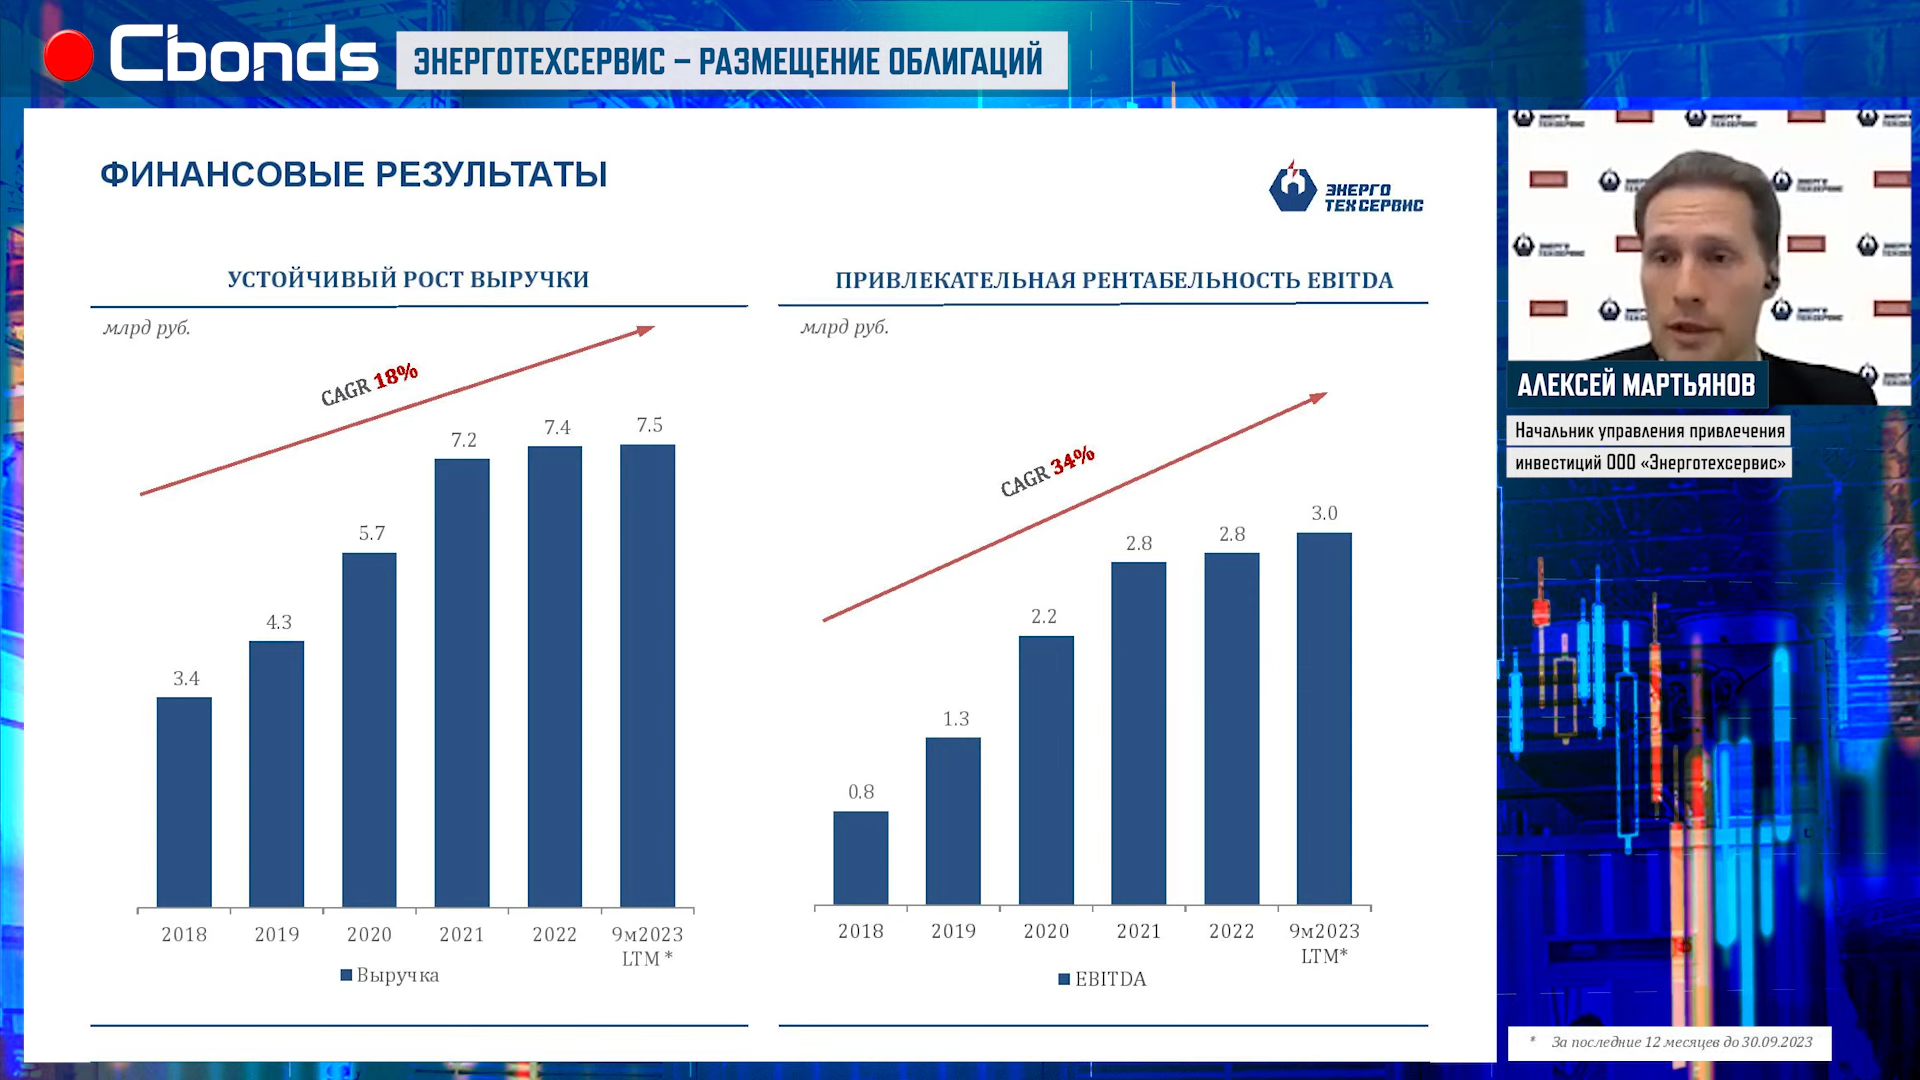 Cbonds
ЭНЕРГОТЕХСЕРВИС – РАЗМЕЩЕНИЕ ОБЛИГАЦИЙ
ФИНАНСОВЫЕ РЕЗУЛЬТАТЫ
ЭНЕРГО
ТЕХСЕРВИС
УСТОЙЧИВЫЙ РОСТ ВЫРУЧКИ
млрд руб.
CAGR 18%
3.4
4.3
5.7
7.2
7.4
7.5
2018 2019 2020 2021 2022 9м2023
LTM *
Выручка
ПРИВЛЕКАТЕЛЬНАЯ РЕНТАБЕЛЬНОСТЬ EBITDA
млрд руб.
CAGR 34%
0.8
1.3
2.2
2.8
2.8
3.0
2018 2019 2020 2021 2022 9м2023
LTM*
EBITDA
АЛЕКСЕЙ МАРТЬЯНОВ
Начальник управления привлечения
инвестиций ООО «Энерготехсервис»
* За последние 12 месяцев до 30.09.2023